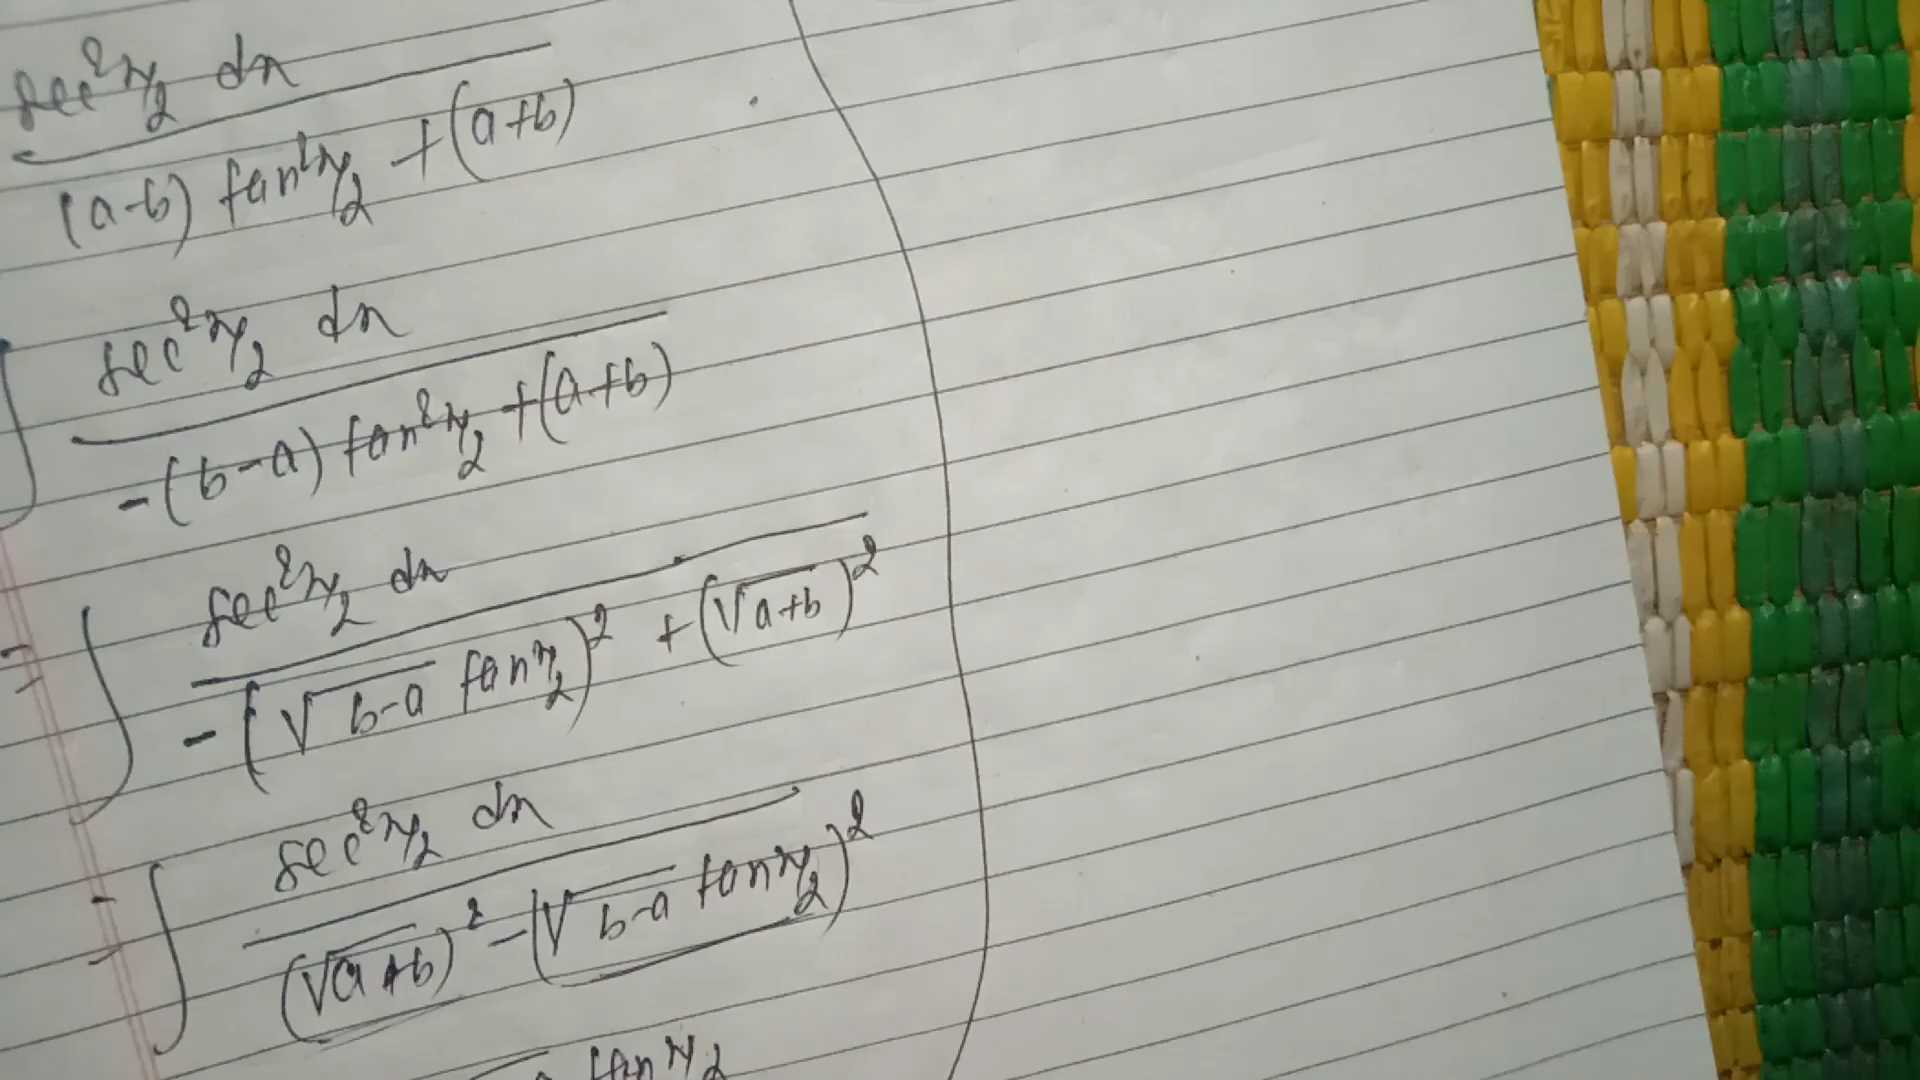 sec²x/2 dx
(a-b) tan²x/2 + (a+b)
∫ sec²x/2 dx
-(b-a) tan²x/2 + (a+b)
= ∫ sec²x/2 dx
-(√b-a tan x/2)² + (√a+b)²
= ∫ sec²x/2 dx
(√a+b)² - (√b-a tan x/2)²
tan x/2